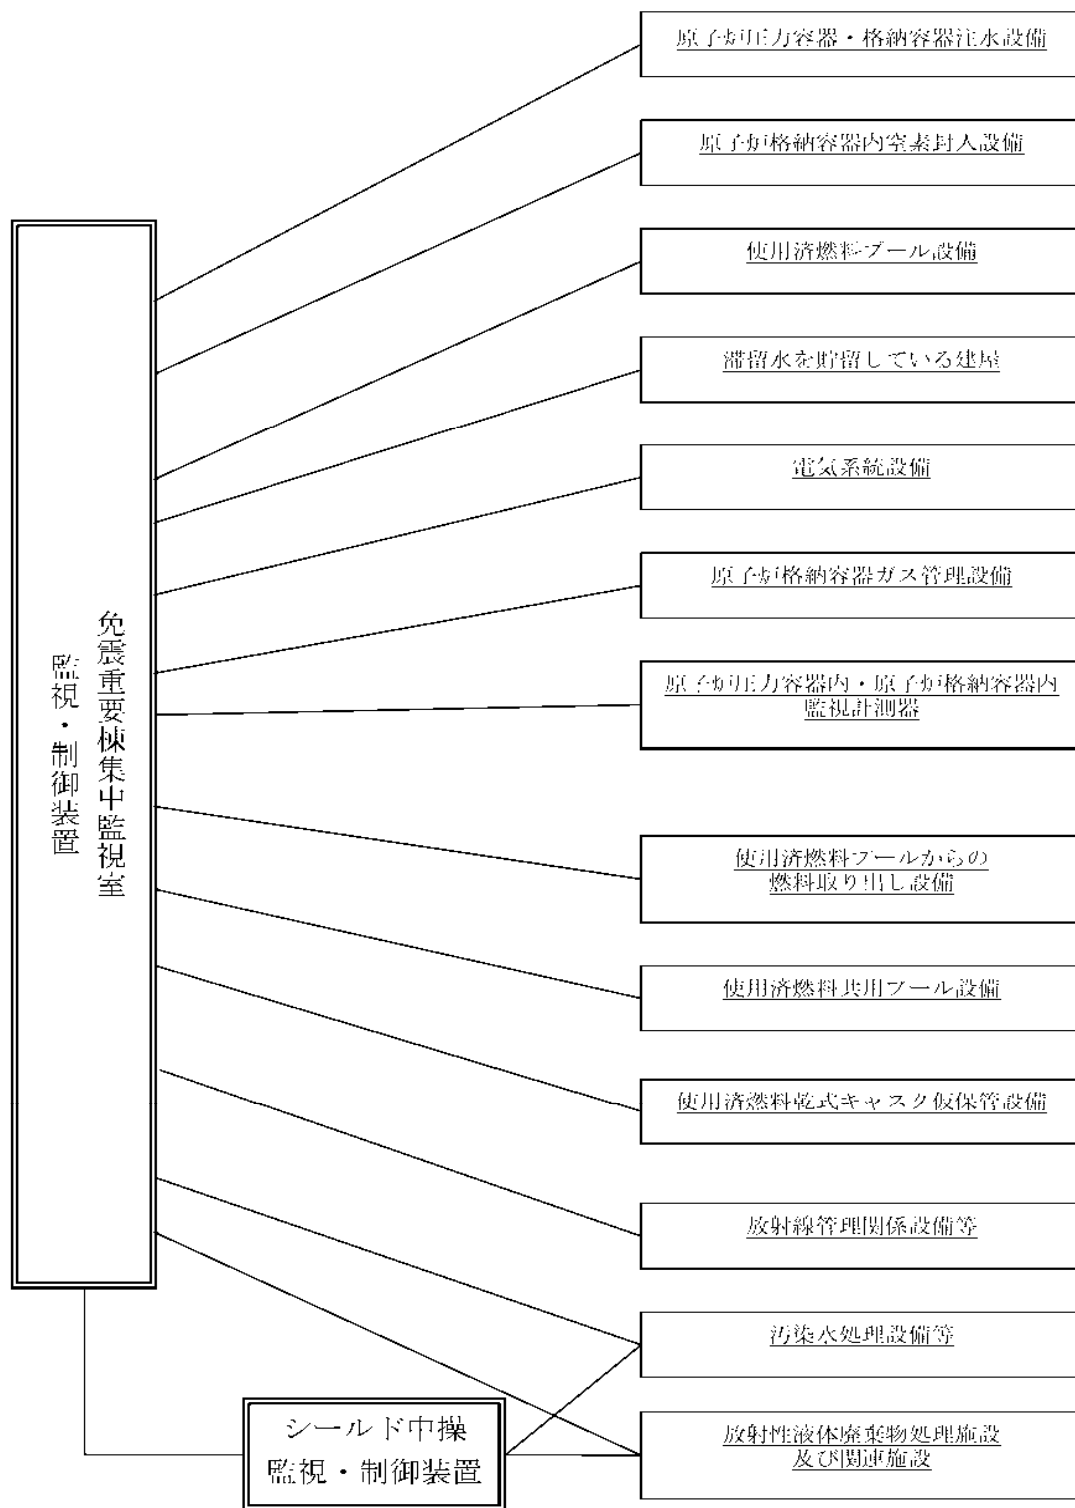 原子炉圧力容器・格納容器注水設備
原子炉格納容器内窒素封入設備
使用済燃料プール設備
滞留水を貯留している建屋
電気系統設備
原子炉格納容器ガス管理設備
原子炉圧力容器内・原子炉格納容器内
監視計測器
使用済燃料プールからの
燃料取り出し設備
使用済燃料共用プール設備
使用済燃料乾式キャスク仮保管設備
放射線管理関係設備等
汚染水処理設備等
放射性液体廃棄物処理施設
及び関連施設
免震重要棟集中監視室
監視・制御装置
シールド中操
監視・制御装置